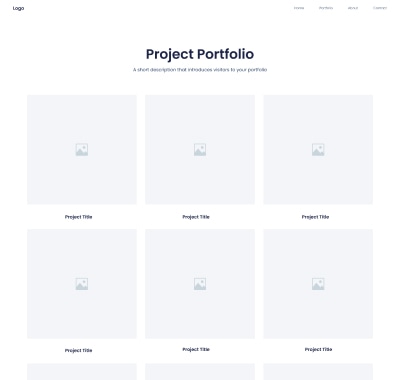 Logo
Home Portfolio About Contact
Project Portfolio
A short description that introduces visitors to your portfolio
Project Title Project Title Project Title
Project Title Project Title Project Title